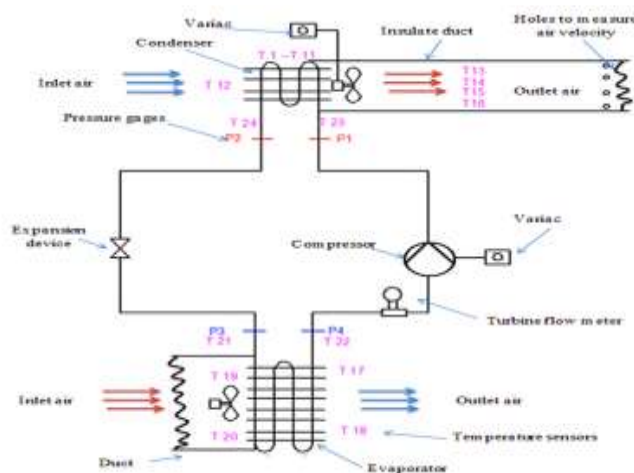 Variac
Condenser
T.1 –T.11
Insulate duct
Holes to measure
air velocity
Inlet air
T 12
T13
T14
T15
T16
Outlet air
Pressure gages
T 24
T 23
P2
P1
Expansion
device
Compressor
Variac
Turbine flow meter
P3
T 21
P4
T 22
T 19
T 17
Inlet air
Outlet air
T 20
T 18
Temperature sensors
Duct
Evaporator